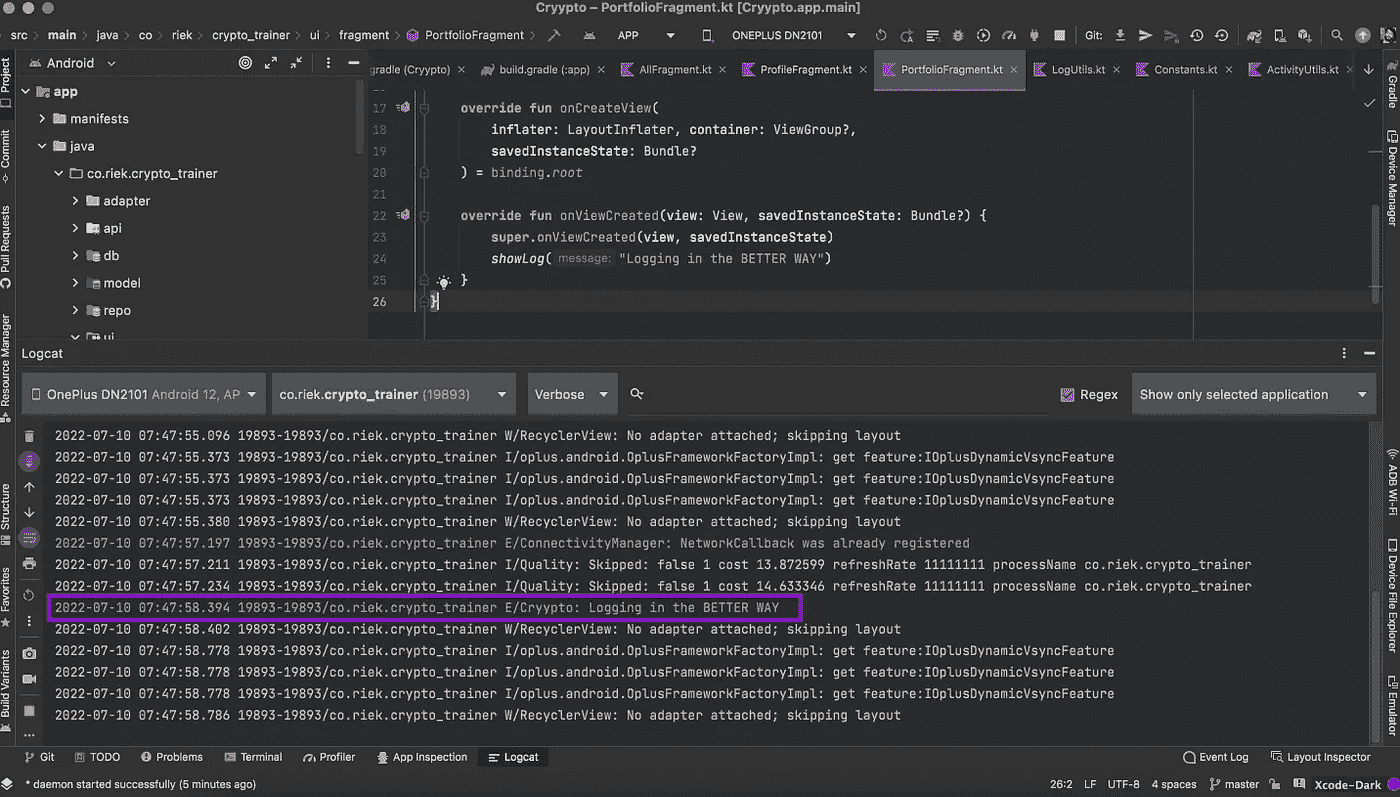 Cryypto – PortfolioFragment.kt [Cryypto.app.main]
src main java co riek crypto_trainer ui fragment PortfolioFragment APP ONEPLUS DN2101 Git:
Android
gradle (Cryypto) build.gradle (:app) AllFragment.kt ProfileFragment.kt PortfolioFragment.kt LogUtils.kt Constants.kt ActivityUtils.kt
app
manifests
java
co.riek.crypto_trainer
adapter
api
db
model
repo
ui
17 override fun onCreateView(
18 inflater: LayoutInflater, container: ViewGroup?,
19 savedInstanceState: Bundle?
20 ) = binding.root
21
22 override fun onViewCreated(view: View, savedInstanceState: Bundle?) {
23 super.onViewCreated(view, savedInstanceState)
24 showLog( message: "Logging in the BETTER WAY")
25 }
26 }
Logcat
OnePlus DN2101 Android 12, AP co.riek.crypto_trainer (19893) Verbose Regex Show only selected application
2022-07-10 07:47:55.096 19893-19893/co.riek.crypto_trainer W/RecyclerView: No adapter attached; skipping layout
2022-07-10 07:47:55.373 19893-19893/co.riek.crypto_trainer I/oplus.android.OplusFrameworkFactoryImpl: get feature:IOplusDynamicVsyncFeature
2022-07-10 07:47:55.373 19893-19893/co.riek.crypto_trainer I/oplus.android.OplusFrameworkFactoryImpl: get feature:IOplusDynamicVsyncFeature
2022-07-10 07:47:55.373 19893-19893/co.riek.crypto_trainer I/oplus.android.OplusFrameworkFactoryImpl: get feature:IOplusDynamicVsyncFeature
2022-07-10 07:47:55.380 19893-19893/co.riek.crypto_trainer W/RecyclerView: No adapter attached; skipping layout
2022-07-10 07:47:57.197 19893-19893/co.riek.crypto_trainer E/ConnectivityManager: NetworkCallback was already registered
2022-07-10 07:47:57.211 19893-19893/co.riek.crypto_trainer I/Quality: Skipped: false 1 cost 13.872599 refreshRate 11111111 processName co.riek.crypto_trainer
2022-07-10 07:47:57.234 19893-19893/co.riek.crypto_trainer I/Quality: Skipped: false 1 cost 14.633346 refreshRate 11111111 processName co.riek.crypto_trainer
2022-07-10 07:47:58.394 19893-19893/co.riek.crypto_trainer E/Cryypto: Logging in the BETTER WAY
2022-07-10 07:47:58.402 19893-19893/co.riek.crypto_trainer W/RecyclerView: No adapter attached; skipping layout
2022-07-10 07:47:58.778 19893-19893/co.riek.crypto_trainer I/oplus.android.OplusFrameworkFactoryImpl: get feature:IOplusDynamicVsyncFeature
2022-07-10 07:47:58.778 19893-19893/co.riek.crypto_trainer I/oplus.android.OplusFrameworkFactoryImpl: get feature:IOplusDynamicVsyncFeature
2022-07-10 07:47:58.778 19893-19893/co.riek.crypto_trainer I/oplus.android.OplusFrameworkFactoryImpl: get feature:IOplusDynamicVsyncFeature
2022-07-10 07:47:58.786 19893-19893/co.riek.crypto_trainer W/RecyclerView: No adapter attached; skipping layout
Git TODO Problems Terminal Profiler App Inspection Logcat Event Log Layout Inspector
* daemon started successfully (5 minutes ago) 26:2 LF UTF-8 4 spaces master Xcode-Dark
Project
Commit
Pull Requests
Resource Manager
Structure
Favorites
Build Variants
Gradle
Device Manager
ADB Wi-Fi
Device File Explorer
Emulator